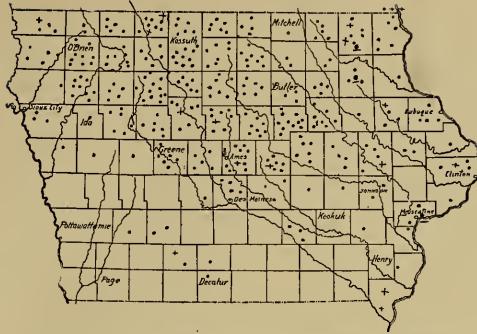 Mitchell
O'Brien
Kossuth
Butler
Sioux City
Dubuque
Ida
Greene
Ames
Clinton
Johnson
Des Moines
Muscatine
Pottawattamie
Keokuk
Henry
Page
Decatur